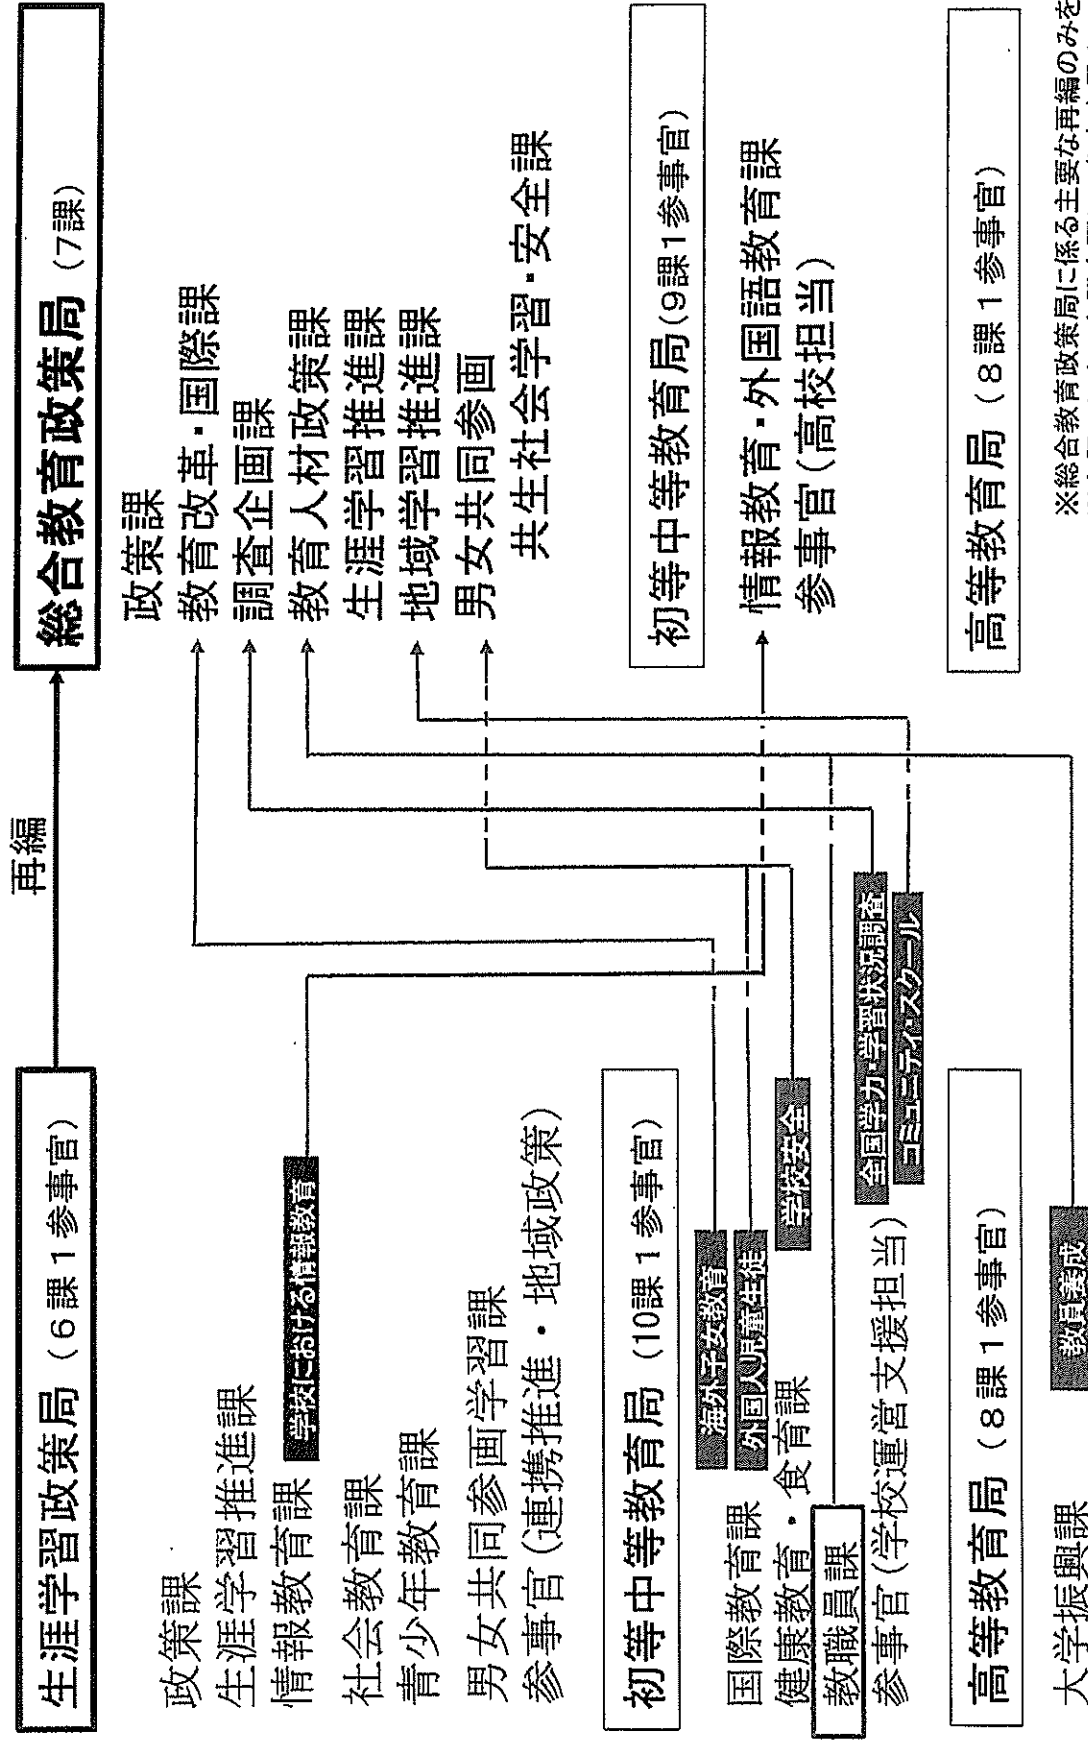 生涯学習政策局（6課1参事官）
政策課
生涯学習推進課
情報教育課
学校における情報教育
社会教育課
青少年教育課
男女共同参画学習課
参事官（連携推進・地域政策）
初等中等教育局（10課1参事官）
海外子女教育
国際教育課
外国人児童生徒
健康教育・食育課
学校安全
教職員課
参事官（学校運営支援担当）
全国学力・学習状況調査
コミュニティ・スクール
高等教育局（8課1参事官）
大学振興課
教員養成
再編
総合教育政策局（7課）
政策課
教育改革・国際課
調査企画課
教育人材政策課
生涯学習推進課
地域学習推進課
男女共同参画
共生社会学習・安全課
初等中等教育局（9課1参事官）
情報教育・外国語教育課
参事官（高校担当）
高等教育局（8課1参事官）
※総合教育政策局に係る主要な再編のみを